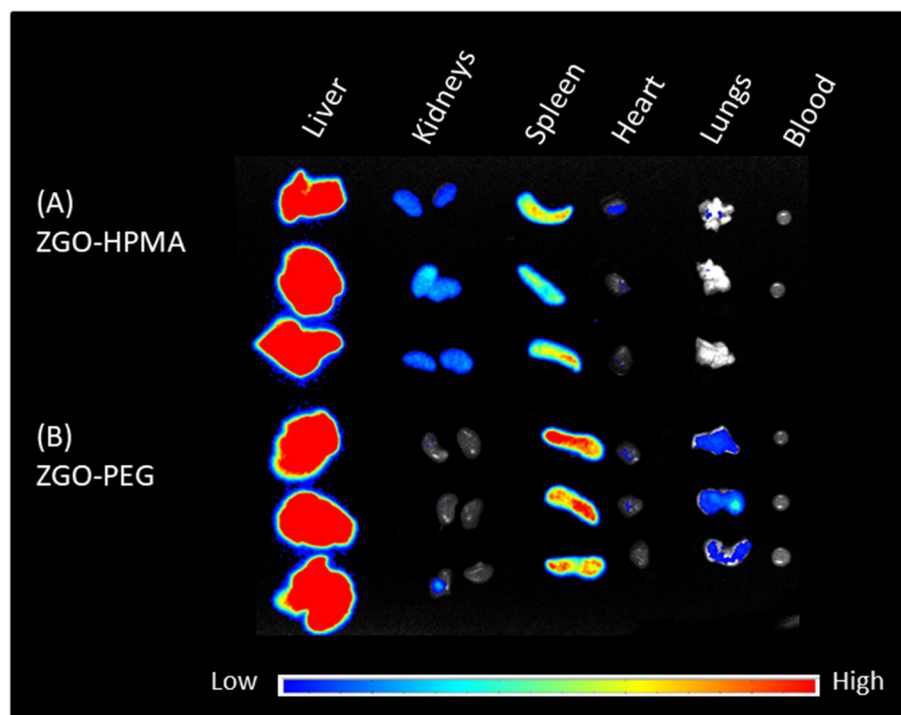 Liver
Kidneys
Spleen
Heart
Lungs
Blood
(A)
ZGO-HPMA
(B)
ZGO-PEG
Low
High